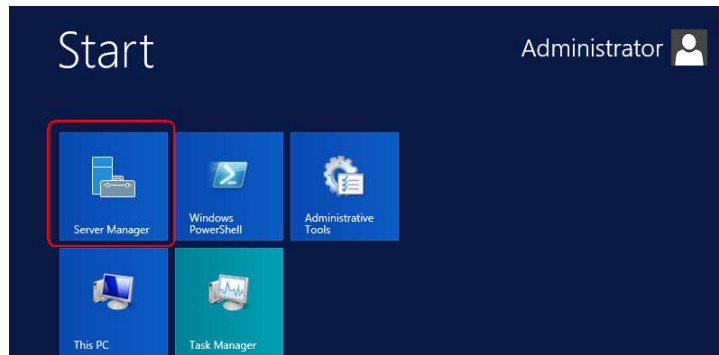 Start
Administrator
Server Manager
Windows
PowerShell
Administrative
Tools
This PC
Task Manager